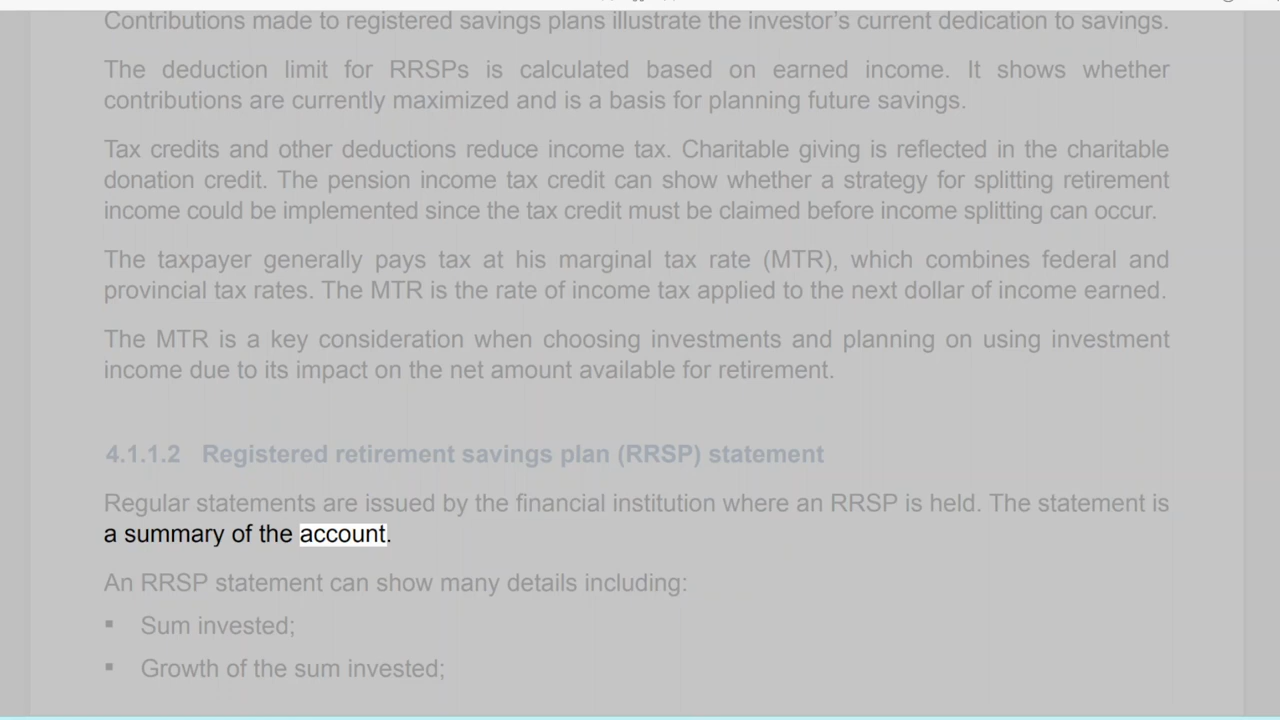 Contributions made to registered savings plans illustrate the investor’s current dedication to savings.
The deduction limit for RRSPs is calculated based on earned income. It shows whether
contributions are currently maximized and is a basis for planning future savings.
Tax credits and other deductions reduce income tax. Charitable giving is reflected in the charitable
donation credit. The pension income tax credit can show whether a strategy for splitting retirement
income could be implemented since the tax credit must be claimed before income splitting can occur.
The taxpayer generally pays tax at his marginal tax rate (MTR), which combines federal and
provincial tax rates. The MTR is the rate of income tax applied to the next dollar of income earned.
The MTR is a key consideration when choosing investments and planning on using investment
income due to its impact on the net amount available for retirement.
4.1.1.2 Registered retirement savings plan (RRSP) statement
Regular statements are issued by the financial institution where an RRSP is held. The statement is
a summary of the account.
An RRSP statement can show many details including:
▪ Sum invested;
▪ Growth of the sum invested;